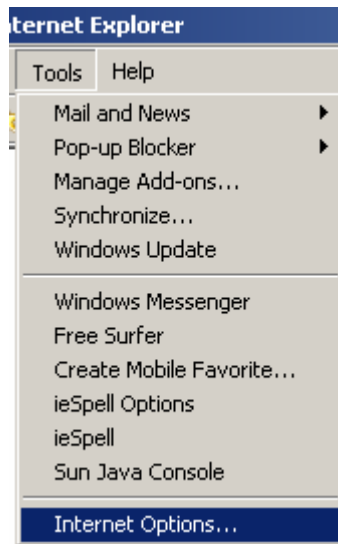 ternet Explorer
Tools Help
Mail and News
Pop-up Blocker
Manage Add-ons...
Synchronize...
Windows Update
Windows Messenger
Free Surfer
Create Mobile Favorite...
ieSpell Options
ieSpell
Sun Java Console
Internet Options...